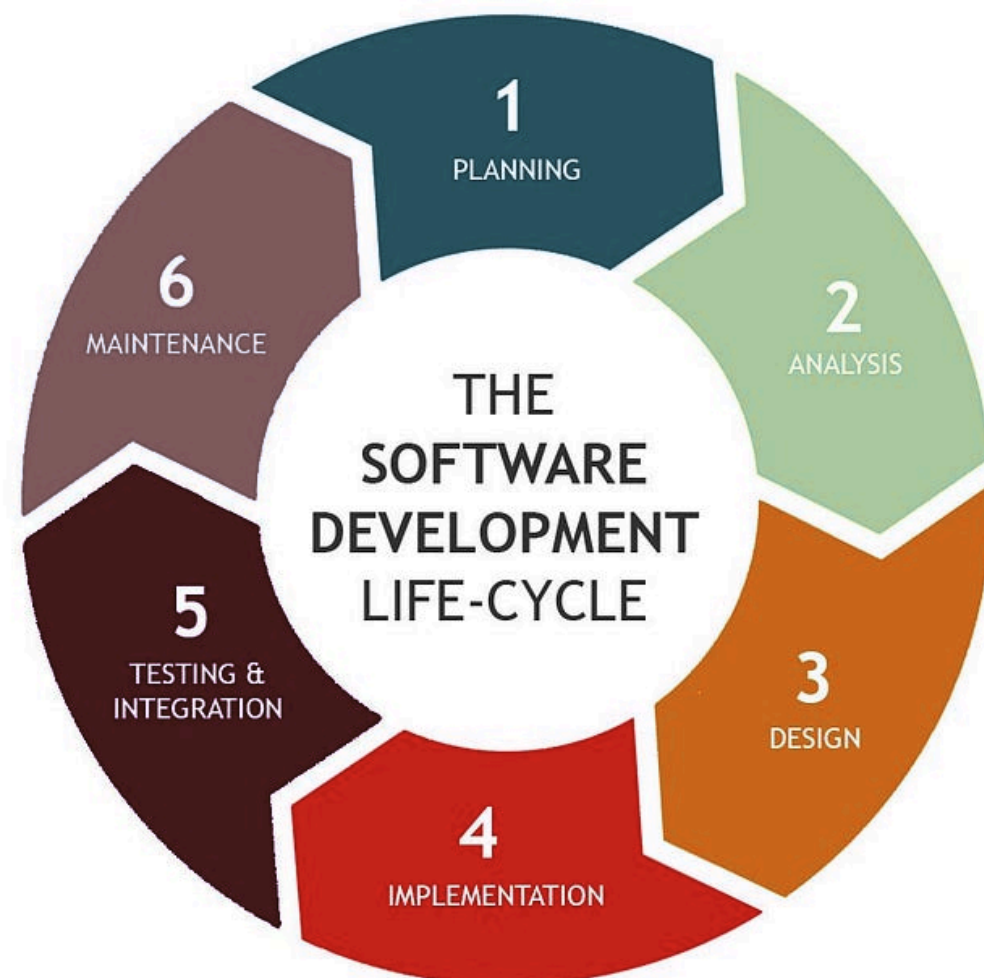 1
PLANNING
2
ANALYSIS
3
DESIGN
4
IMPLEMENTATION
5
TESTING &
INTEGRATION
6
MAINTENANCE
THE
SOFTWARE
DEVELOPMENT
LIFE-CYCLE